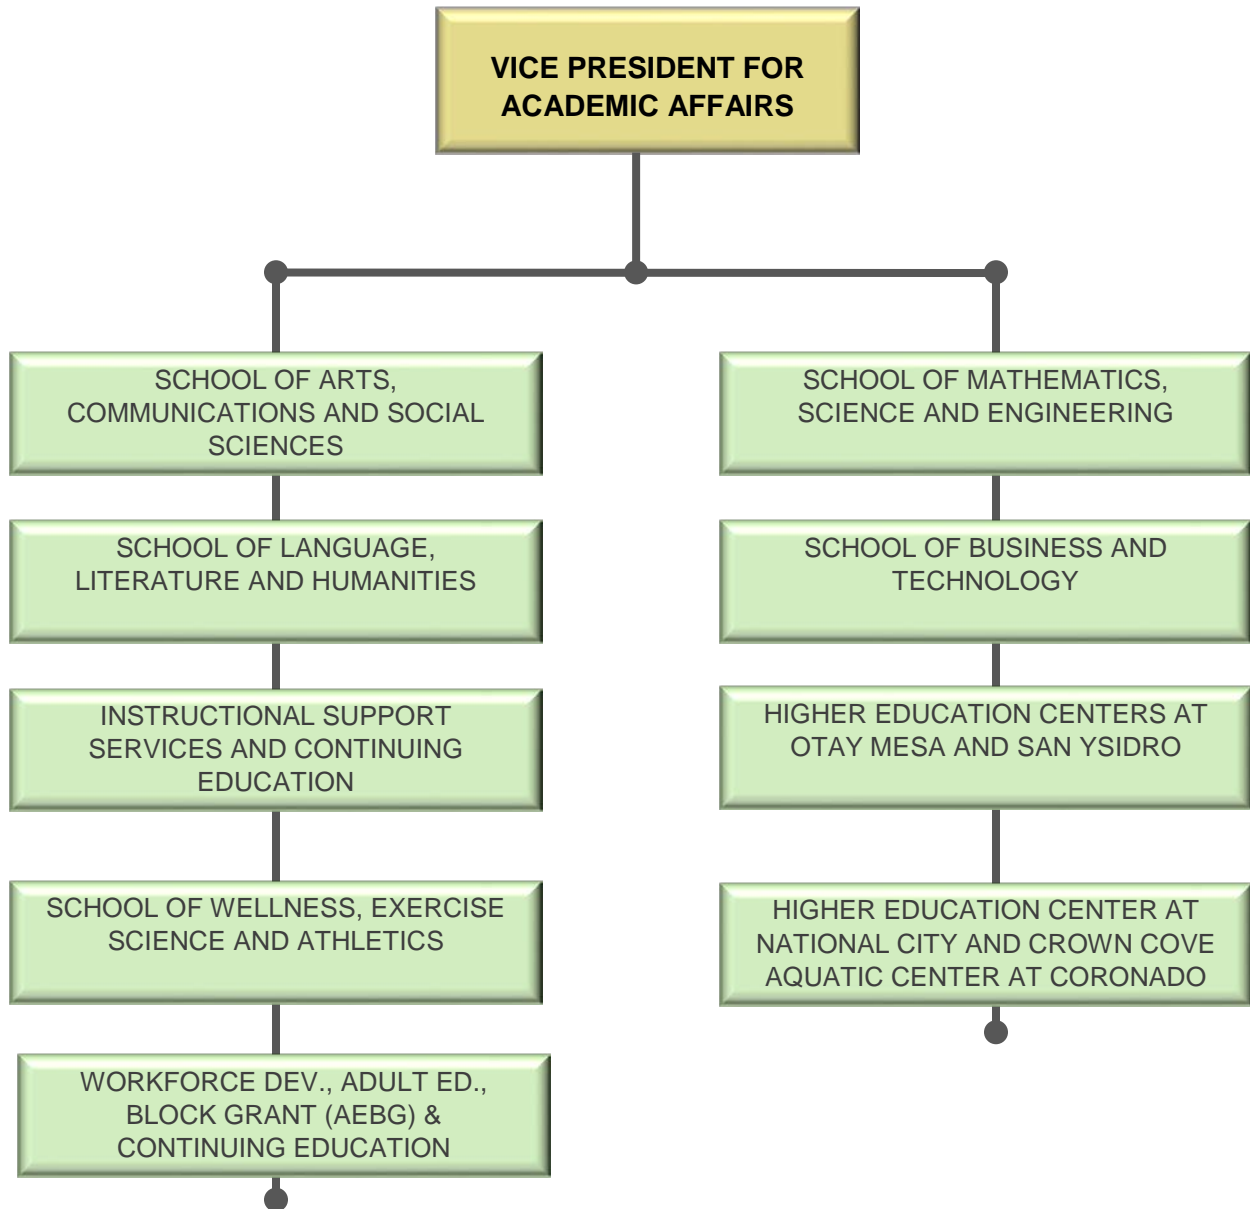 VICE PRESIDENT FOR
ACADEMIC AFFAIRS
SCHOOL OF ARTS,
COMMUNICATIONS AND SOCIAL
SCIENCES
SCHOOL OF LANGUAGE,
LITERATURE AND HUMANITIES
INSTRUCTIONAL SUPPORT
SERVICES AND CONTINUING
EDUCATION
SCHOOL OF WELLNESS, EXERCISE
SCIENCE AND ATHLETICS
WORKFORCE DEV., ADULT ED.,
BLOCK GRANT (AEBG) &
CONTINUING EDUCATION
SCHOOL OF MATHEMATICS,
SCIENCE AND ENGINEERING
SCHOOL OF BUSINESS AND
TECHNOLOGY
HIGHER EDUCATION CENTERS AT
OTAY MESA AND SAN YSIDRO
HIGHER EDUCATION CENTER AT
NATIONAL CITY AND CROWN COVE
AQUATIC CENTER AT CORONADO